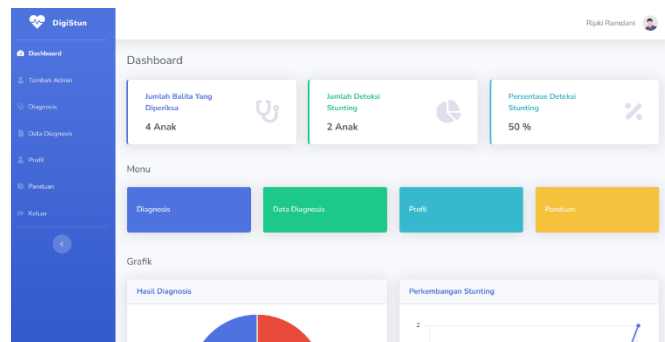 DigiStun
Ripki Ramdani
Dashboard
Tambah Admin
Diagnosis
Data Diagnosis
Profil
Panduan
Keluar
Dashboard
Jumlah Balita Yang
Diperiksa
4 Anak
Jumlah Deteksi
Stunting
2 Anak
Persentase Deteksi
Stunting
50 %
Menu
Diagnosis
Data Diagnosis
Profil
Panduan
Grafik
Hasil Diagnosis
Perkembangan Stunting
2